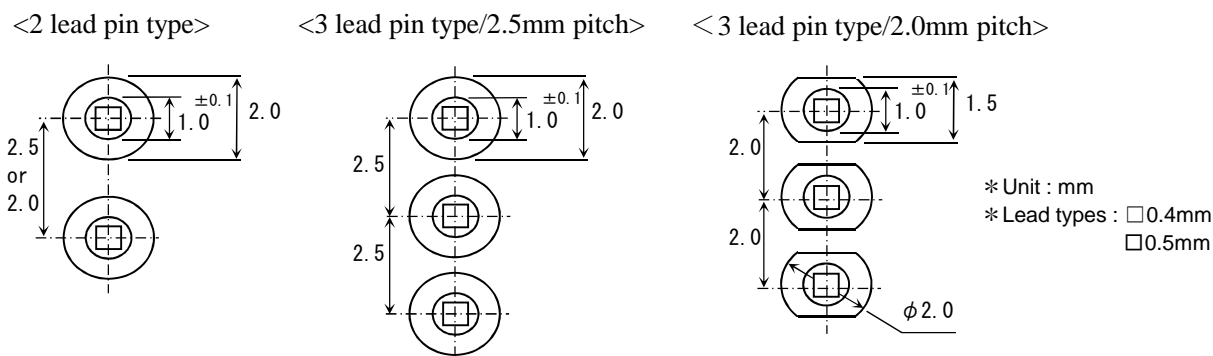 <2 lead pin type>
<3 lead pin type/2.5mm pitch>
＜3 lead pin type/2.0mm pitch>
2.5
or
2.0
1.0 ±0.1
2.0
2.5
2.5
1.0 ±0.1
2.0
2.0
2.0
1.0 ±0.1
1.5
φ2.0
＊Unit : mm
＊Lead types : □0.4mm
□0.5mm